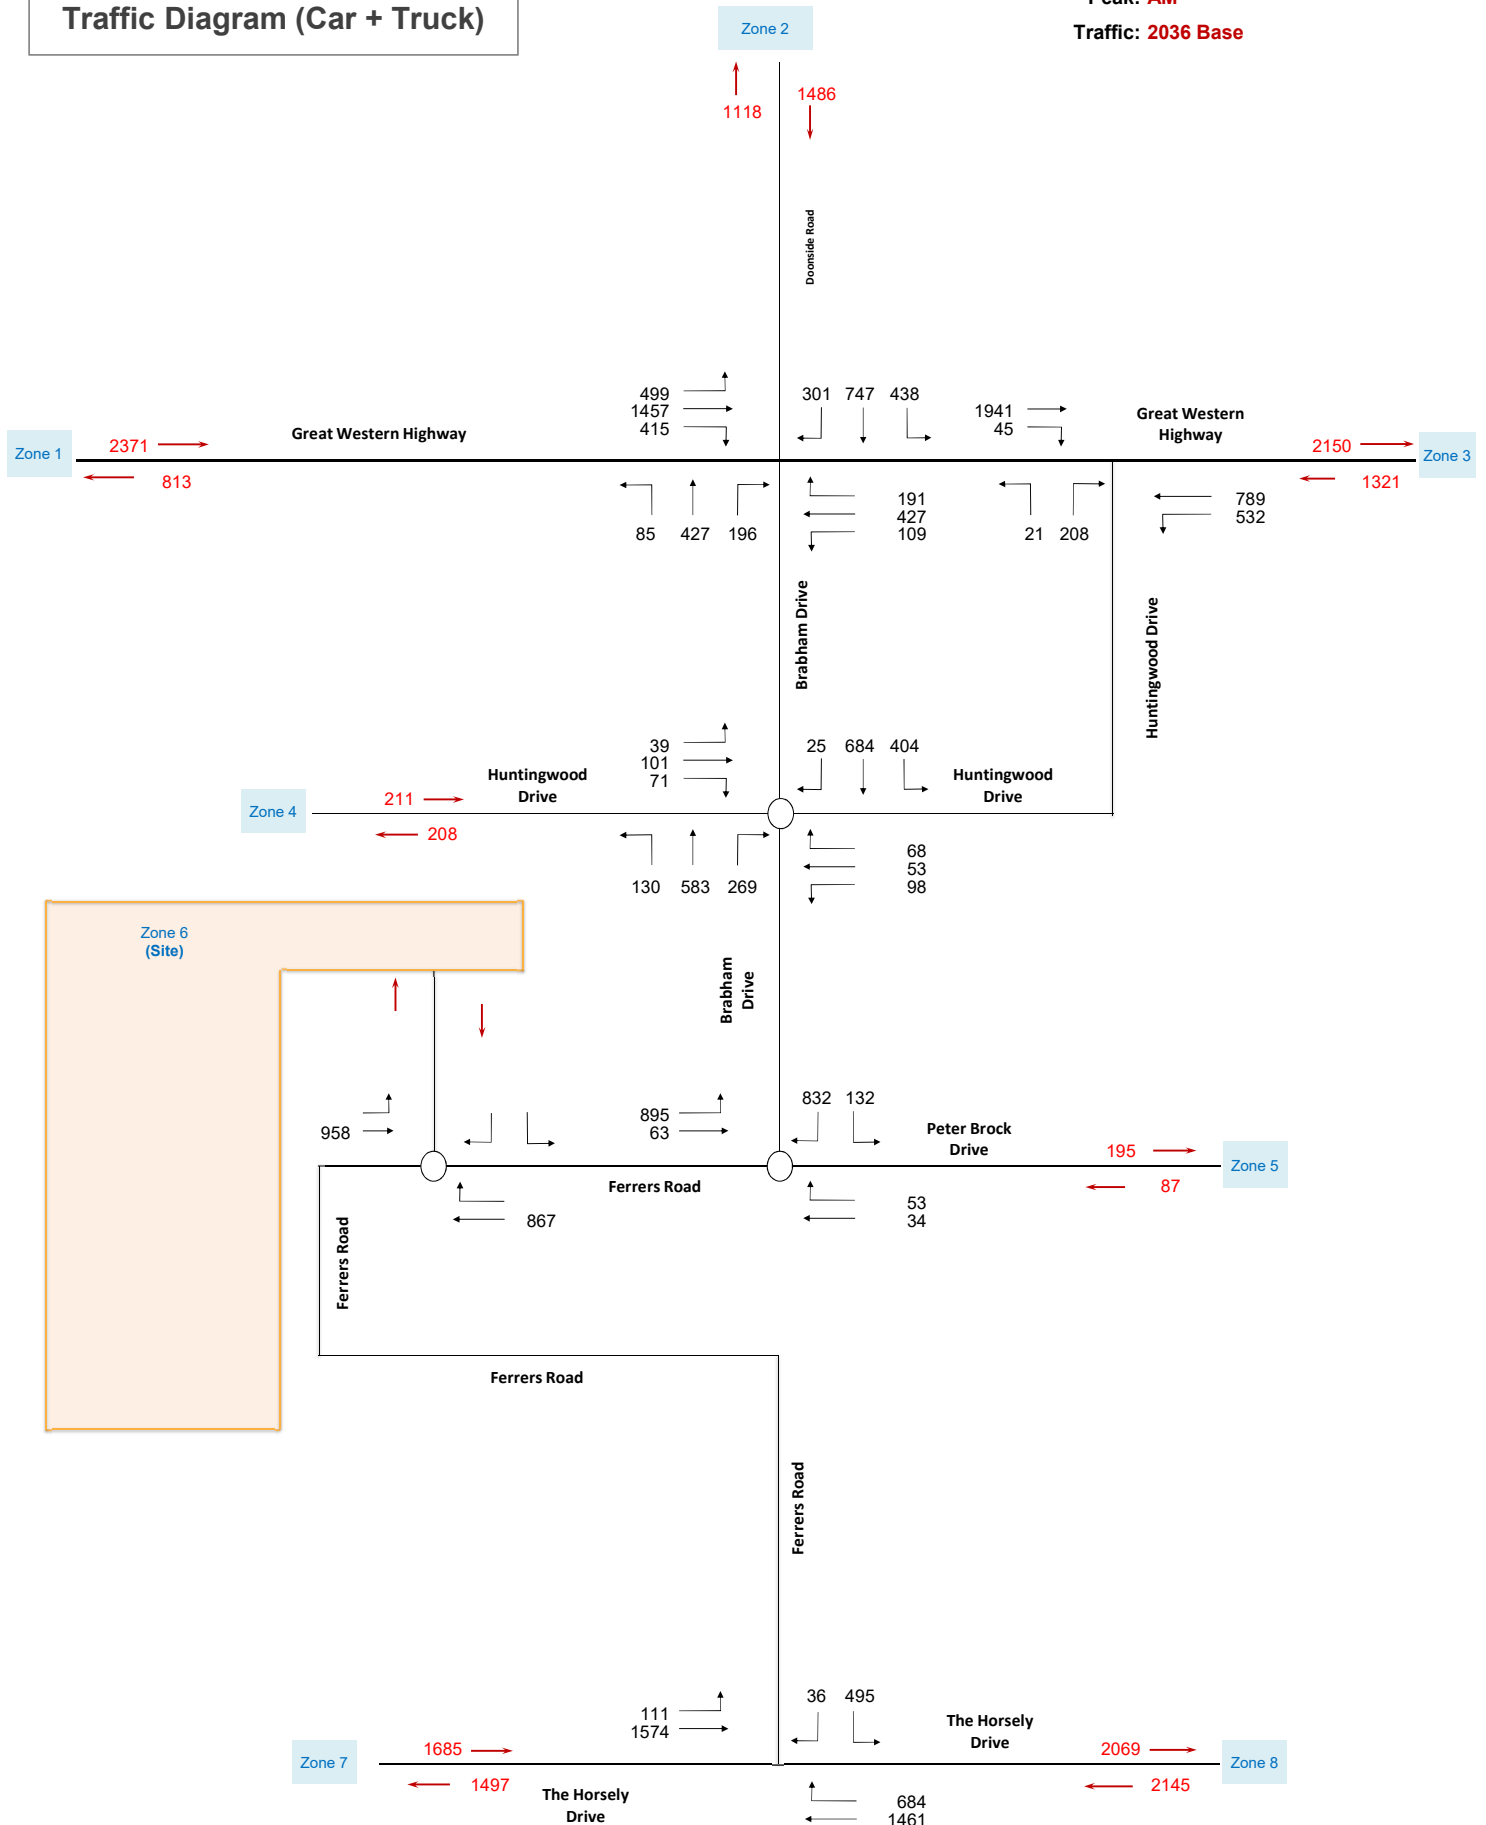 Traffic Diagram (Car + Truck)
Peak: AM
Traffic: 2036 Base
Zone 2
1118
1486
Doonside Road
499
1457
415
301 747 438
1941
45
Great Western
Highway
Great Western Highway
Zone 1
2371
813
2150
1321
Zone 3
85 427 196
191
427
109
21 208
789
532
Brabham Drive
Huntingwood Drive
39
101
71
25 684 404
Huntingwood
Drive
Huntingwood
Drive
Zone 4
211
208
130 583 269
68
53
98
Zone 6
(Site)
Brabham
Drive
958
895
63
832 132
Peter Brock
Drive
195
87
Zone 5
Ferrers Road
867
53
34
Ferrers Road
Ferrers Road
Ferrers Road
111
1574
36 495
The Horsely
Drive
Zone 7
1685
1497
2069
2145
Zone 8
The Horsely
Drive
684
1461